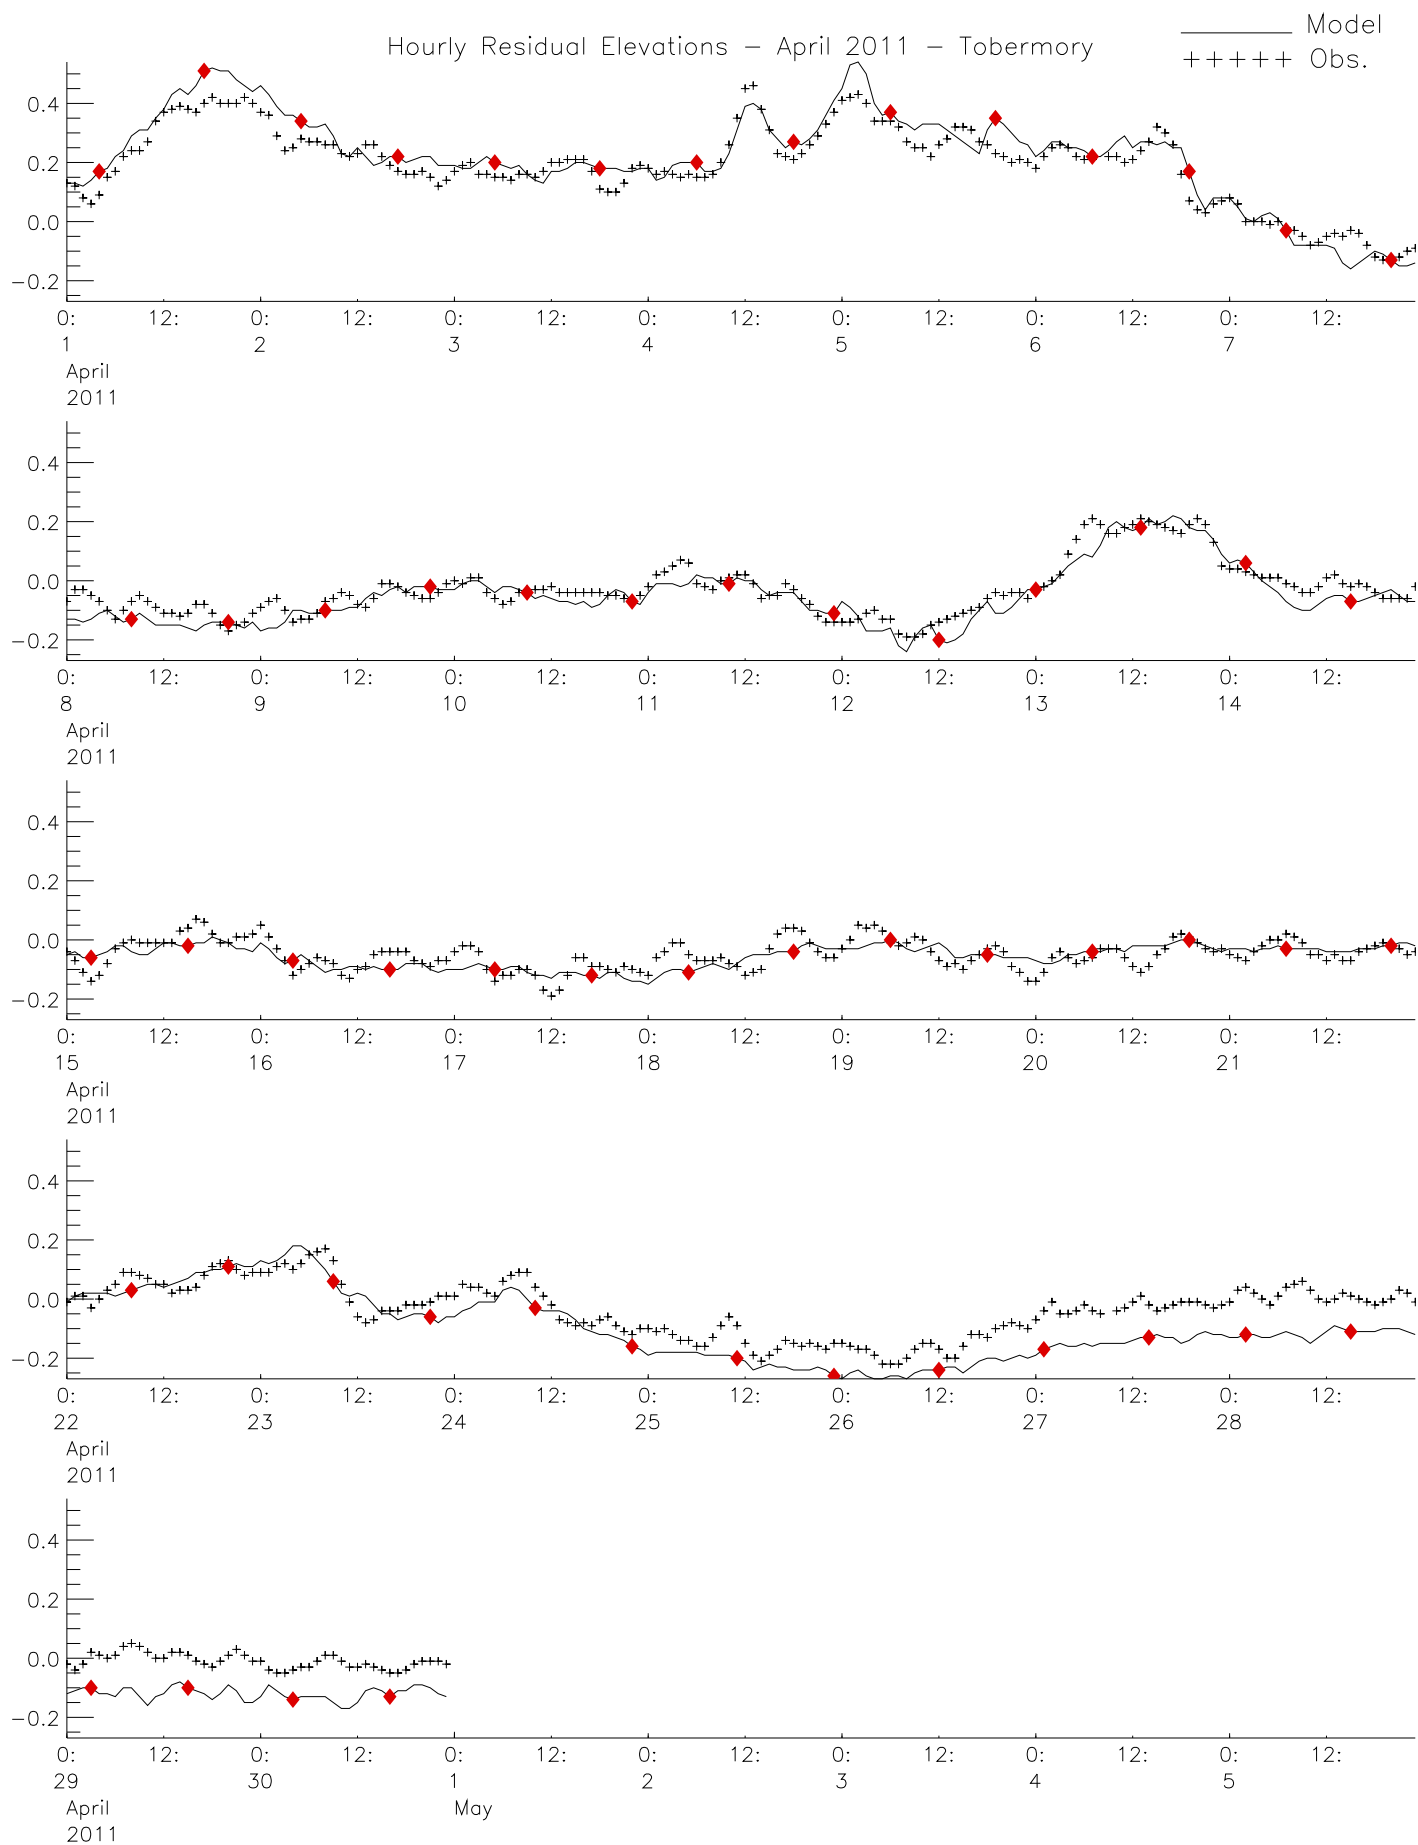 Hourly Residual Elevations – April 2011 – Tobermory
Model
+++++ Obs.
0.4
0.2
0.0
−0.2
0: 12: 0: 12: 0: 12: 0: 12: 0: 12: 0: 12: 0: 12:
1 2 3 4 5 6 7
April
2011
0.4
0.2
0.0
−0.2
0: 12: 0: 12: 0: 12: 0: 12: 0: 12: 0: 12: 0: 12:
8 9 10 11 12 13 14
April
2011
0.4
0.2
0.0
−0.2
0: 12: 0: 12: 0: 12: 0: 12: 0: 12: 0: 12: 0: 12:
15 16 17 18 19 20 21
April
2011
0.4
0.2
0.0
−0.2
0: 12: 0: 12: 0: 12: 0: 12: 0: 12: 0: 12: 0: 12:
22 23 24 25 26 27 28
April
2011
0.4
0.2
0.0
−0.2
0: 12: 0: 12: 0: 12: 0: 12: 0: 12: 0: 12: 0: 12:
29 30 1 2 3 4 5
April May
2011